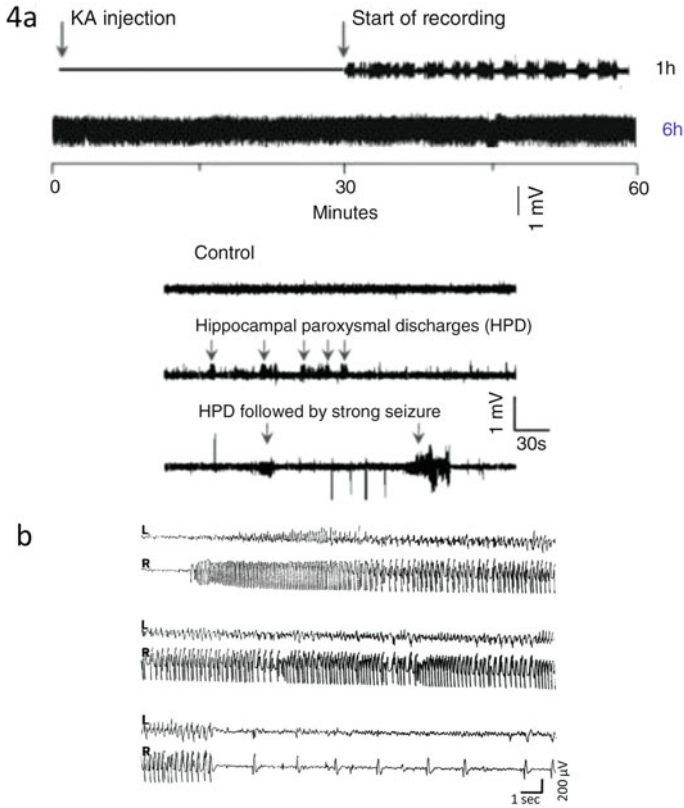 4a
KA injection
Start of recording
1h
6h
0
30
60
Minutes
1 mV
Control
Hippocampal paroxysmal discharges (HPD)
HPD followed by strong seizure
1 mV
30s
b
L
R
L
R
L
R
1 sec
200 µV